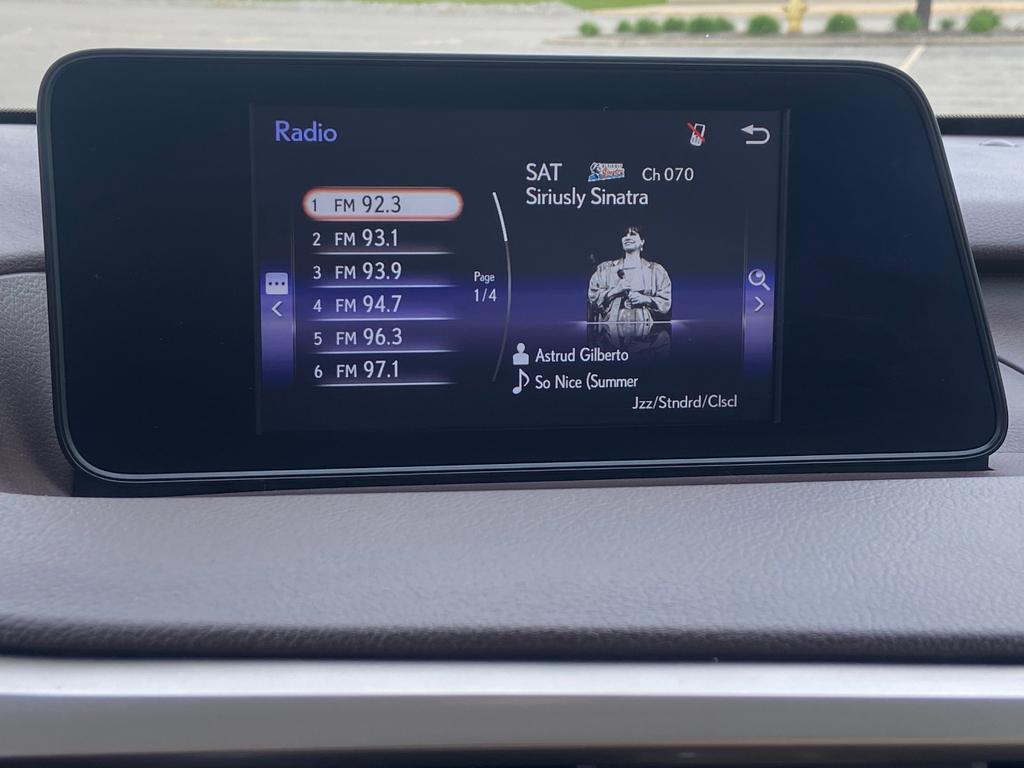 Radio
SAT Ch 070
Siriusly Sinatra
1 FM 92.3
2 FM 93.1
3 FM 93.9
4 FM 94.7
5 FM 96.3
6 FM 97.1
Page
1/4
Astrud Gilberto
So Nice (Summer
Jzz/Stndrd/Clscl